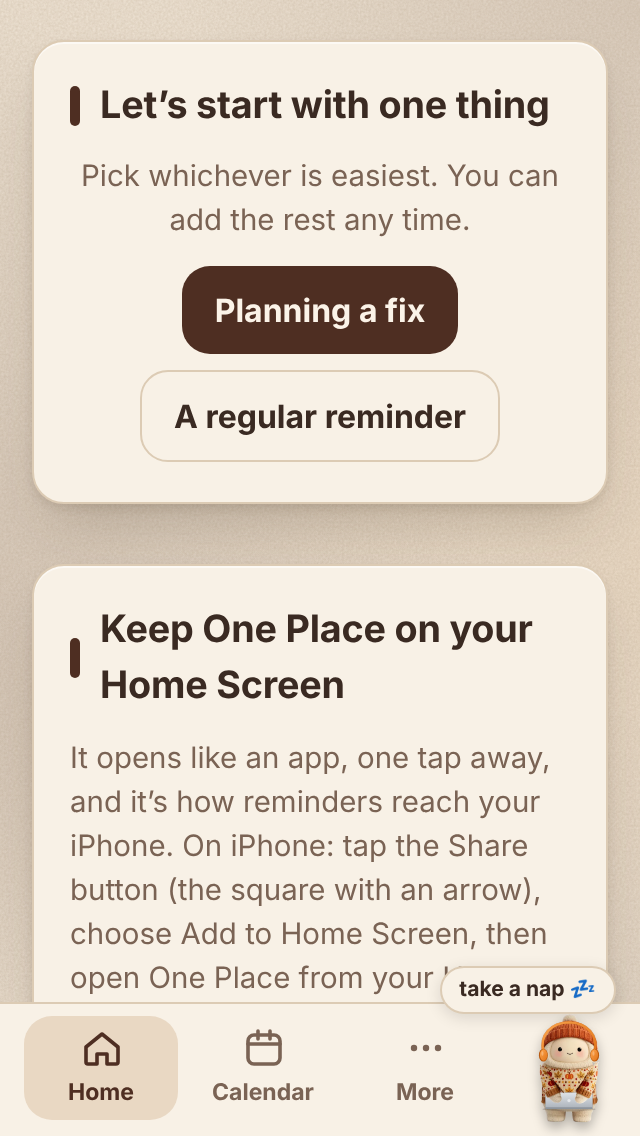 Let’s start with one thing
Pick whichever is easiest. You can
add the rest any time.
Planning a fix
A regular reminder
Keep One Place on your
Home Screen
It opens like an app, one tap away,
and it’s how reminders reach your
iPhone. On iPhone: tap the Share
button (the square with an arrow),
choose Add to Home Screen, then
open One Place from your
take a nap 💤
Home
Calendar
More